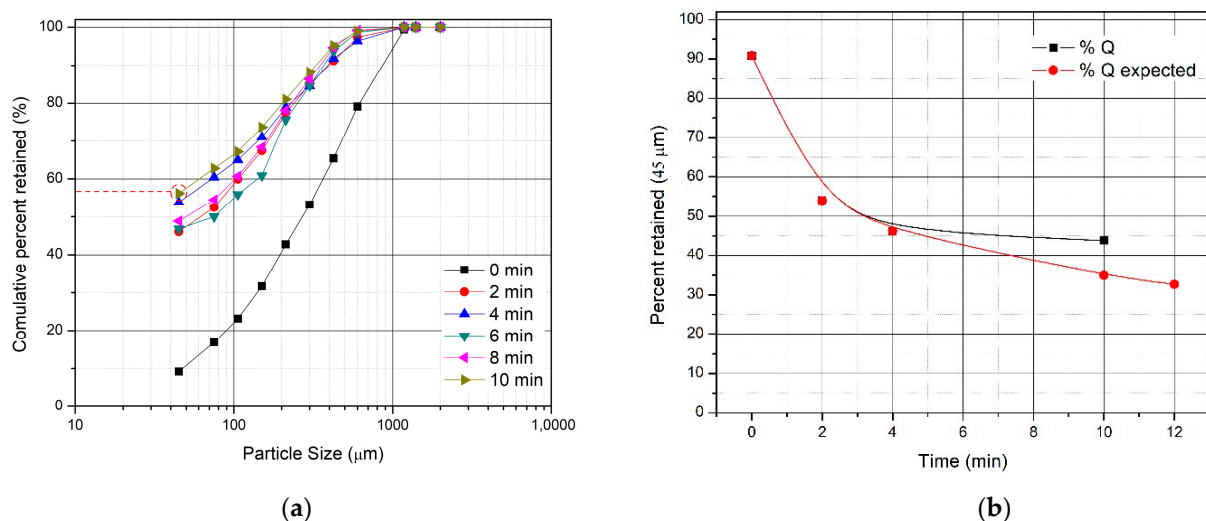 Comulative percent retained (%)
100
80
60
40
20
0
10
100
1000
1,0000
Particle Size (μm)
0 min
2 min
4 min
6 min
8 min
10 min
(a)
Percent retained (45 μm)
100
90
80
70
60
50
40
30
20
10
0
0
2
4
6
8
10
12
Time (min)
% Q
% Q expected
(b)